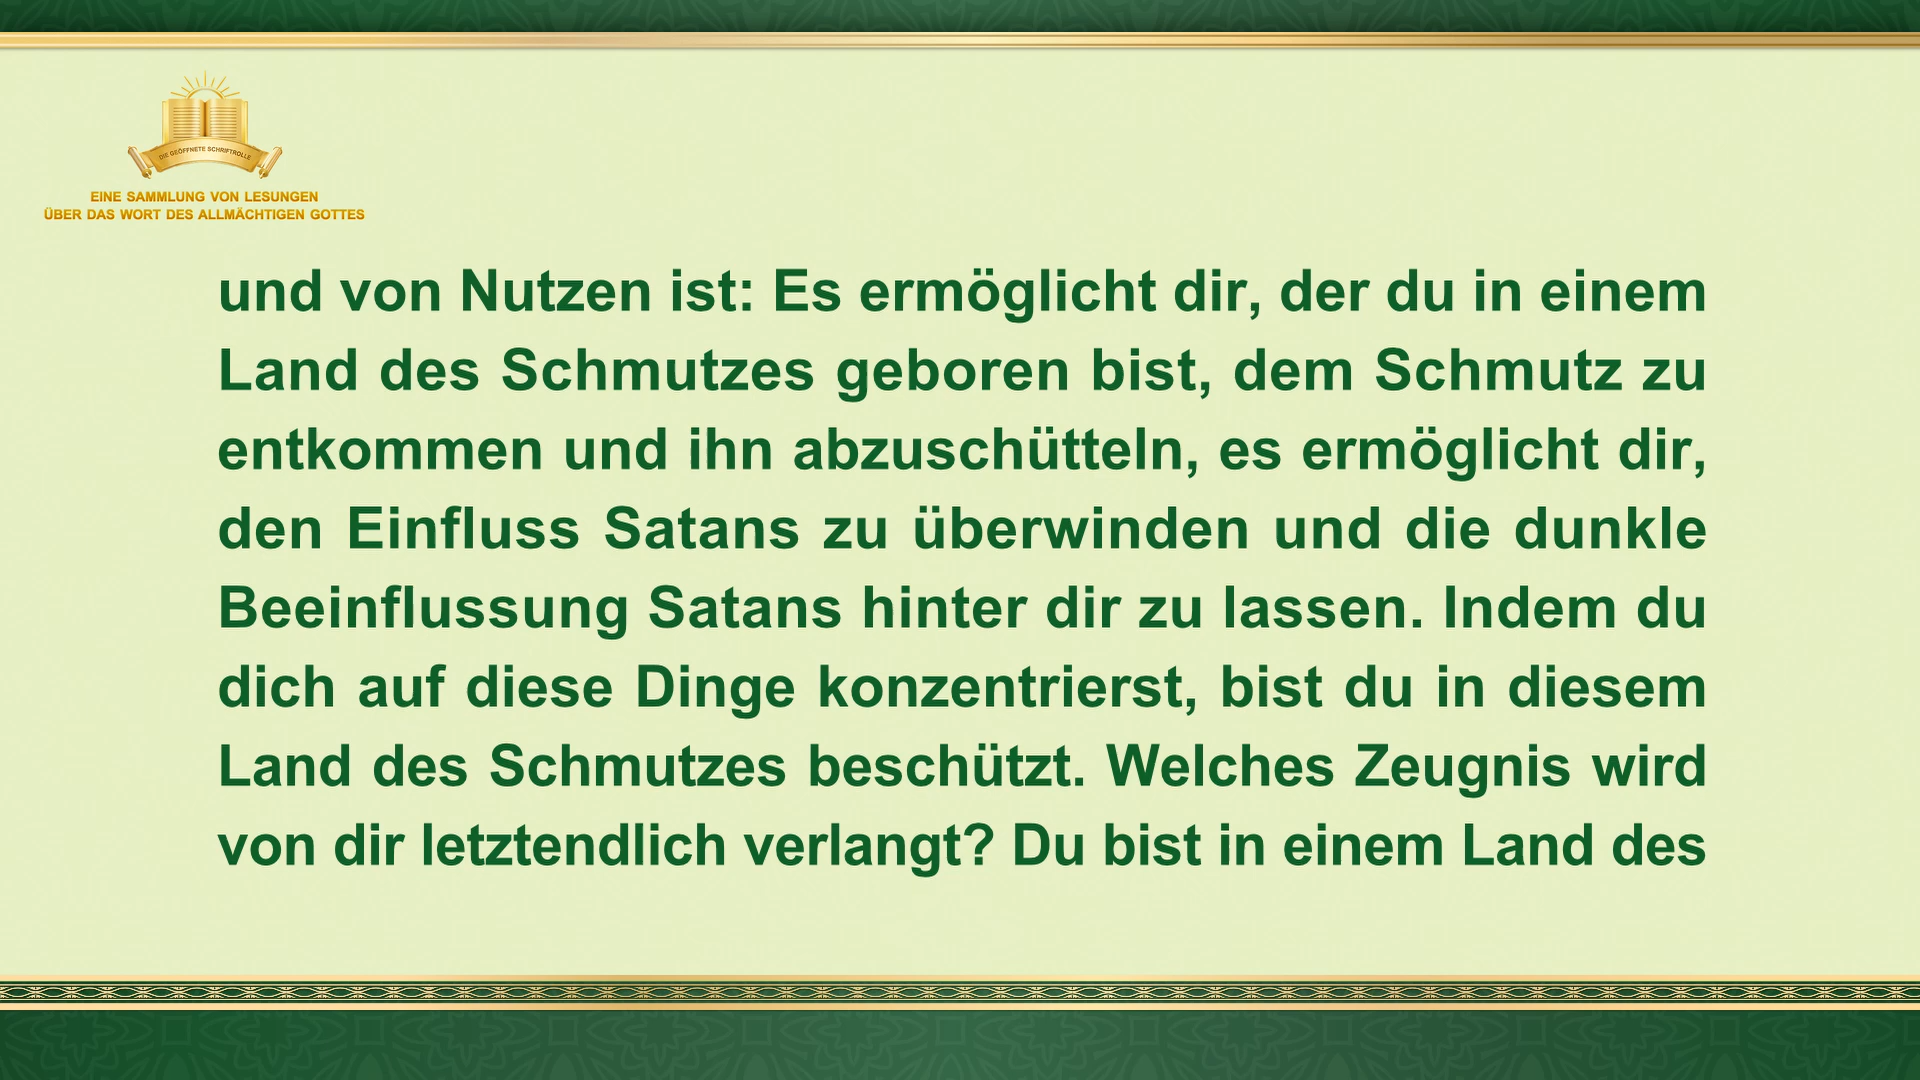 DIE GEÖFFNETE SCHRIFTROLLE
EINE SAMMLUNG VON LESUNGEN
ÜBER DAS WORT DES ALLMÄCHTIGEN GOTTES
und von Nutzen ist: Es ermöglicht dir, der du in einem
Land des Schmutzes geboren bist, dem Schmutz zu
entkommen und ihn abzuschütteln, es ermöglicht dir,
den Einfluss Satans zu überwinden und die dunkle
Beeinflussung Satans hinter dir zu lassen. Indem du
dich auf diese Dinge konzentrierst, bist du in diesem
Land des Schmutzes beschützt. Welches Zeugnis wird
von dir letztendlich verlangt? Du bist in einem Land des